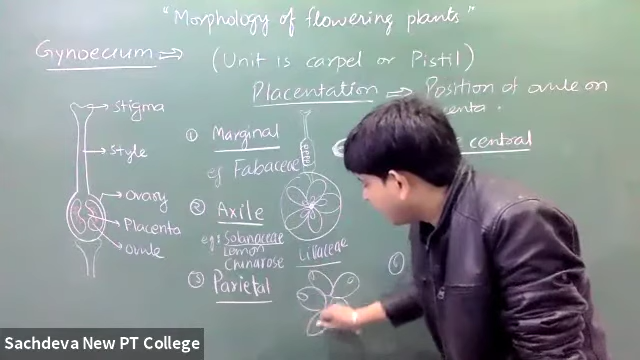 "Morphology of flowering plants"
Gynoecium ⇒ (Unit is carpel or Pistil)
Placentation ⇒ Position of ovule on
Stigma
Style
Ovary
Placenta
Ovule
① Marginal
eg Fabaceae
② Axile
eg: Solanaceae
Lemon
Chinarose
Liliaceae
③ Parietal
central
Sachdeva New PT College